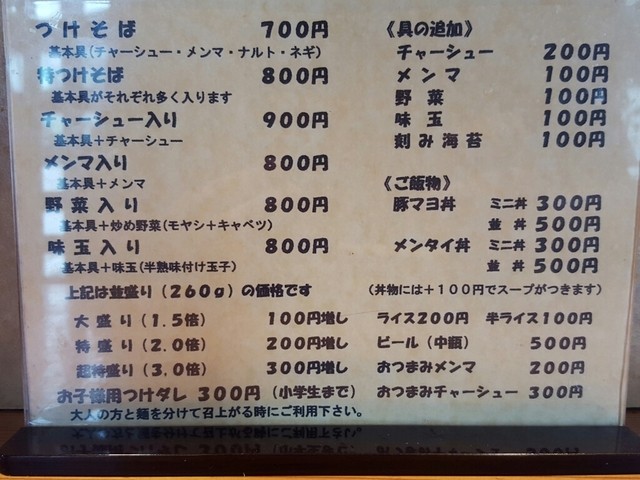 つけそば 700円
基本具(チャーシュー・メンマ・ナルト・ネギ)
特つけそば 800円
基本具がそれぞれ多く入ります
チャーシュー入り 900円
基本具＋チャーシュー
メンマ入り 800円
基本具＋メンマ
野菜入り 800円
基本具＋炒め野菜(モヤシ＋キャベツ)
味玉入り 800円
基本具＋味玉(半熟味付け玉子)
上記は並盛り(260g)の価格です
大盛り(1.5倍) 100円増し
特盛り(2.0倍) 200円増し
超特盛り(3.0倍) 300円増し
お子様用つけダレ 300円(小学生まで)
大人の方と麺を分けて召上がる時にご利用下さい。
《具の追加》
チャーシュー 200円
メンマ 100円
野菜 100円
味玉 100円
刻み海苔 100円
《ご飯物》
豚マヨ丼 ミニ丼 300円
並丼 500円
メンタイ丼 ミニ丼 300円
並丼 500円
(丼物には＋100円でスープがつきます)
ライス200円 半ライス100円
ビール(中瓶) 500円
おつまみメンマ 200円
おつまみチャーシュー 300円